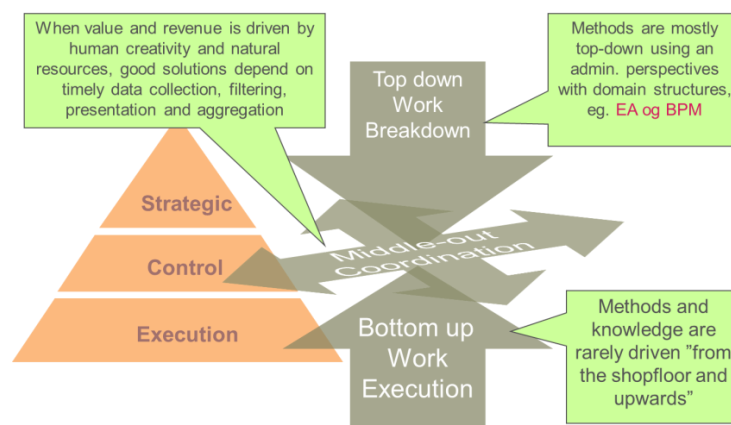 When value and revenue is driven by
human creativity and natural
resources, good solutions depend on
timely data collection, filtering,
presentation and aggregation
Methods are mostly
top-down using an
admin. perspectives
with domain structures,
eg. EA og BPM
Top down
Work
Breakdown
Strategic
Control
Execution
Middle-out
Coordination
Bottom up
Work
Execution
Methods and
knowledge are
rarely driven ”from
the shopfloor and
upwards”